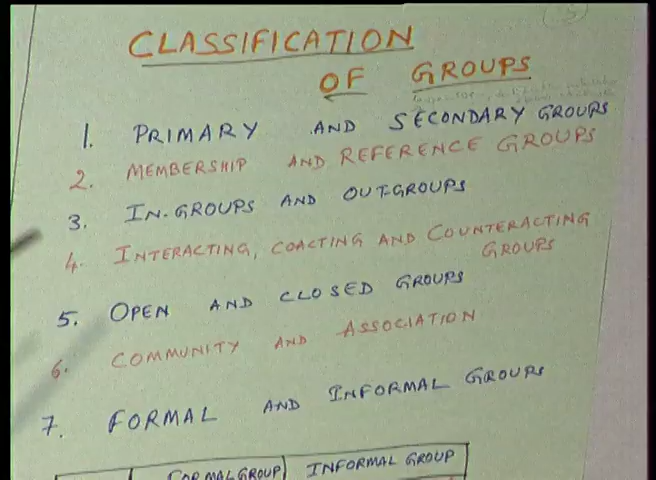 CLASSIFICATION
OF GROUPS
1. PRIMARY AND SECONDARY GROUPS
2. MEMBERSHIP AND REFERENCE GROUPS
3. IN-GROUPS AND OUT-GROUPS
4. INTERACTING, COACTING AND COUNTERACTING
GROUPS
5. OPEN AND CLOSED GROUPS
6. COMMUNITY AND ASSOCIATION
7. FORMAL AND INFORMAL GROUPS
FORMAL GROUP INFORMAL GROUP